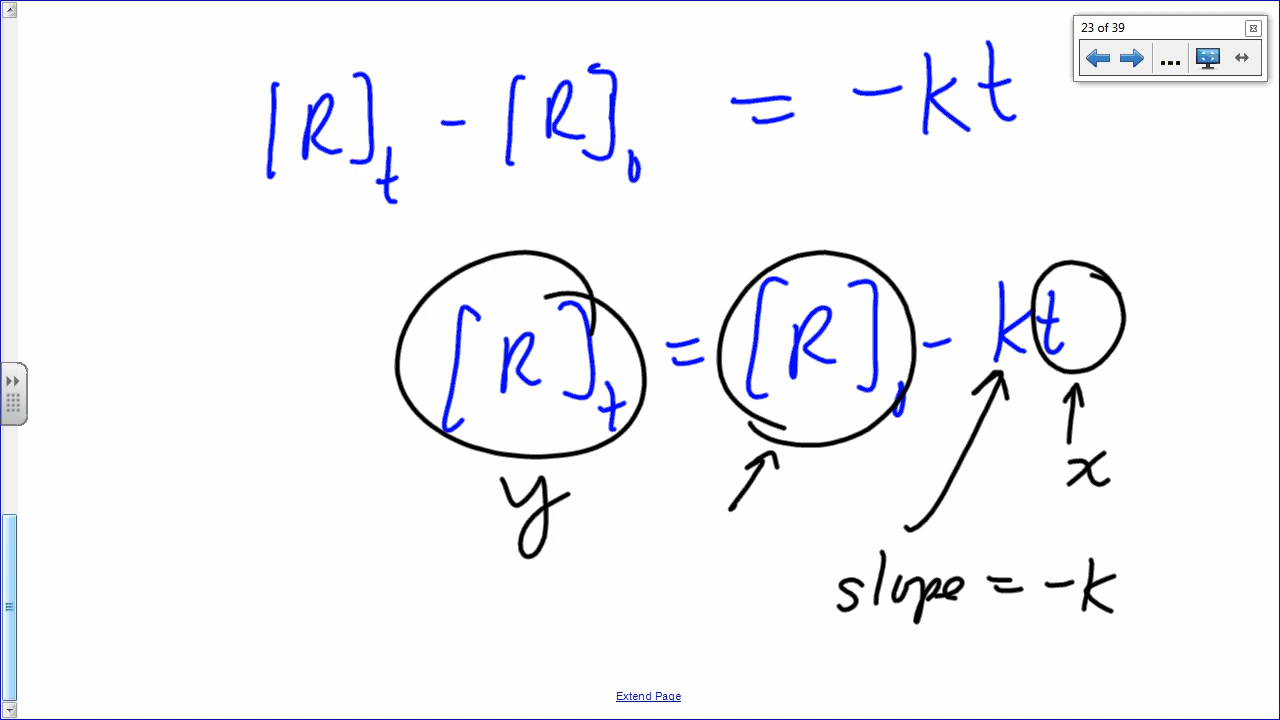 23 of 39
[R]t - [R]0 = -kt
[R]t = [R]0 - kt
y
x
slope = -k
Extend Page